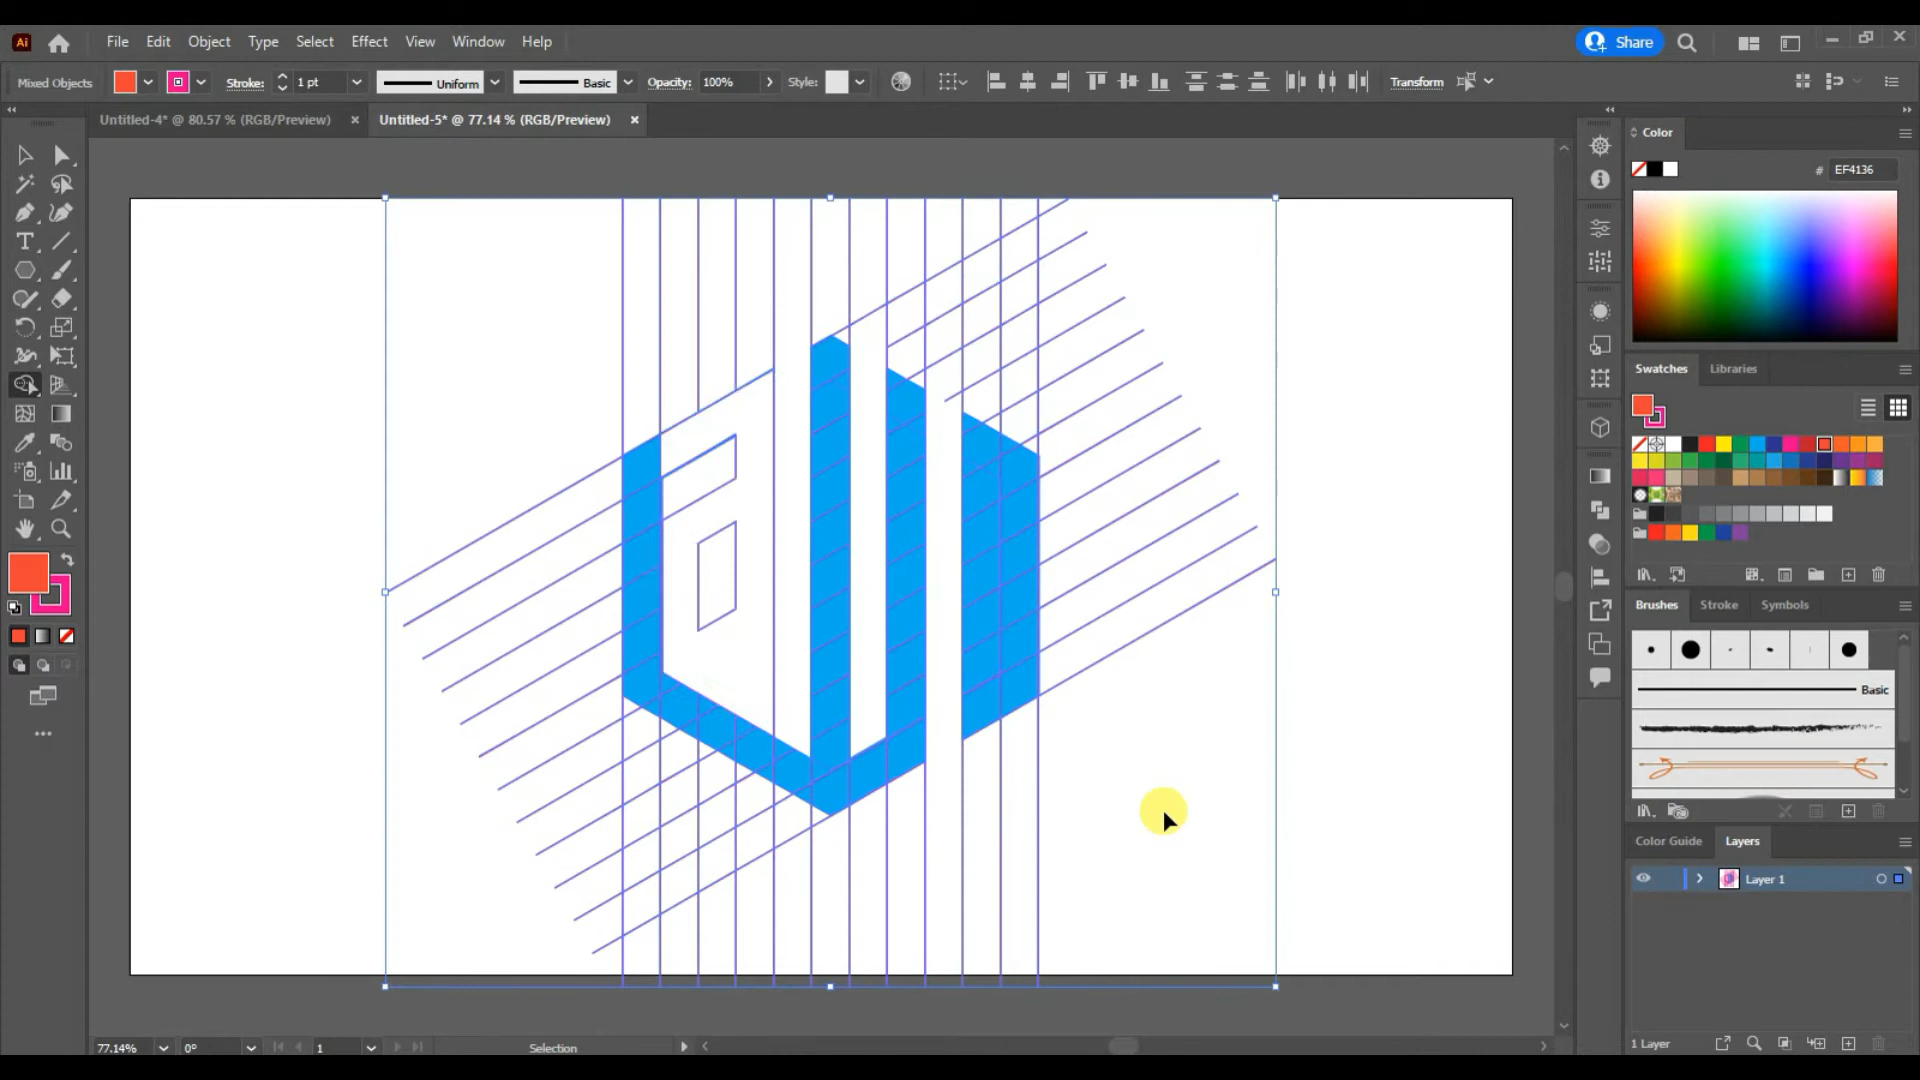 Ai File Edit Select Object Type Select Effect View Window Help Share
Mixed Objects Stroke: 1 pt Uniform Basic Opacity: 100% Style: Transform
Untitled-4* @ 80.57 % (RGB/Preview) Untitled-5* @ 77.14 % (RGB/Preview)
Color
# EF4136
Swatches Libraries
Brushes Stroke Symbols
Basic
Color Guide Layers
Layer 1
77.14% 0° 1 Selection 1 Layer